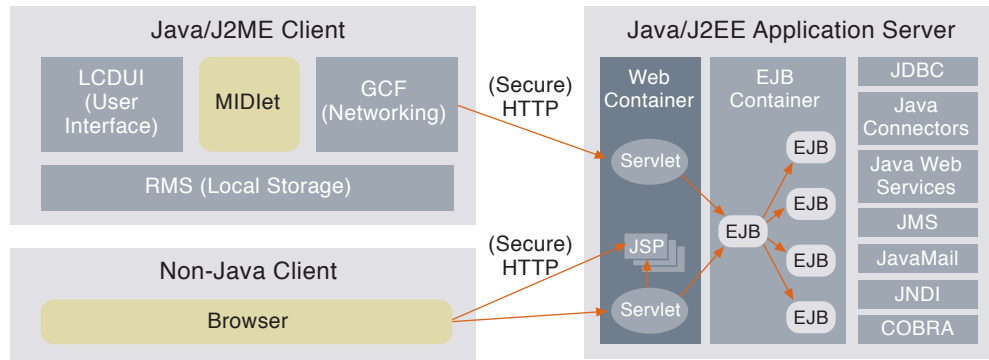 Java/J2ME Client
LCDUI
(User
Interface)
MIDlet
GCF
(Networking)
RMS (Local Storage)
(Secure)
HTTP
Non-Java Client
Browser
(Secure)
HTTP
Java/J2EE Application Server
Web
Container
Servlet
JSP
Servlet
EJB
Container
EJB
EJB
EJB
EJB
EJB
JDBC
Java
Connectors
Java Web
Services
JMS
JavaMail
JNDI
COBRA